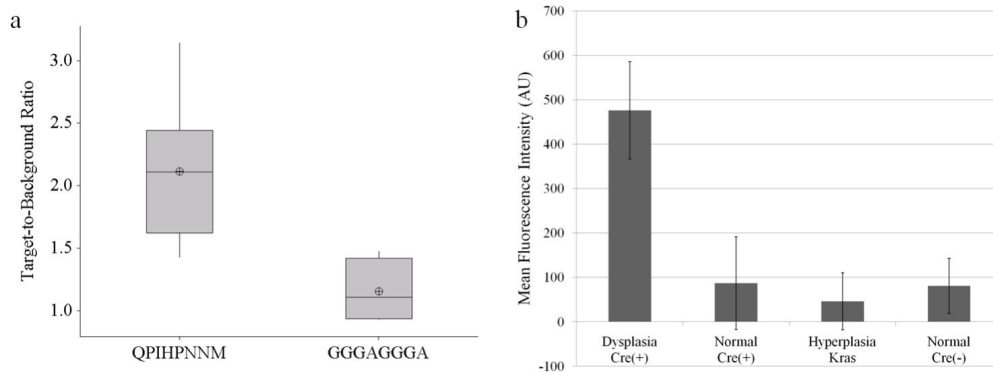 a
Target-to-Background Ratio
3.0
2.5
2.0
1.5
1.0
QPIHPNNM
GGGAGGGA
b
Mean Fluorescence Intensity (AU)
700
600
500
400
300
200
100
0
-100
Dysplasia
Cre(+)
Normal
Cre(+)
Hyperplasia
Kras
Normal
Cre(-)